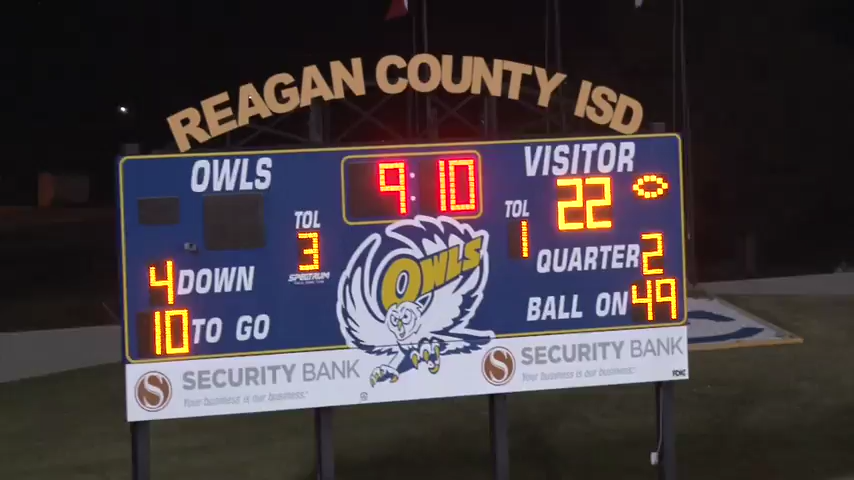 REAGAN COUNTY ISD
OWLS
9:10
VISITOR
22
TOL
3
SPECTRUM
TOL
1
4 DOWN
QUARTER 2
10 TO GO
BALL ON 49
OWLS
S SECURITY BANK
Your business is our business.
S SECURITY BANK
Your business is our business.